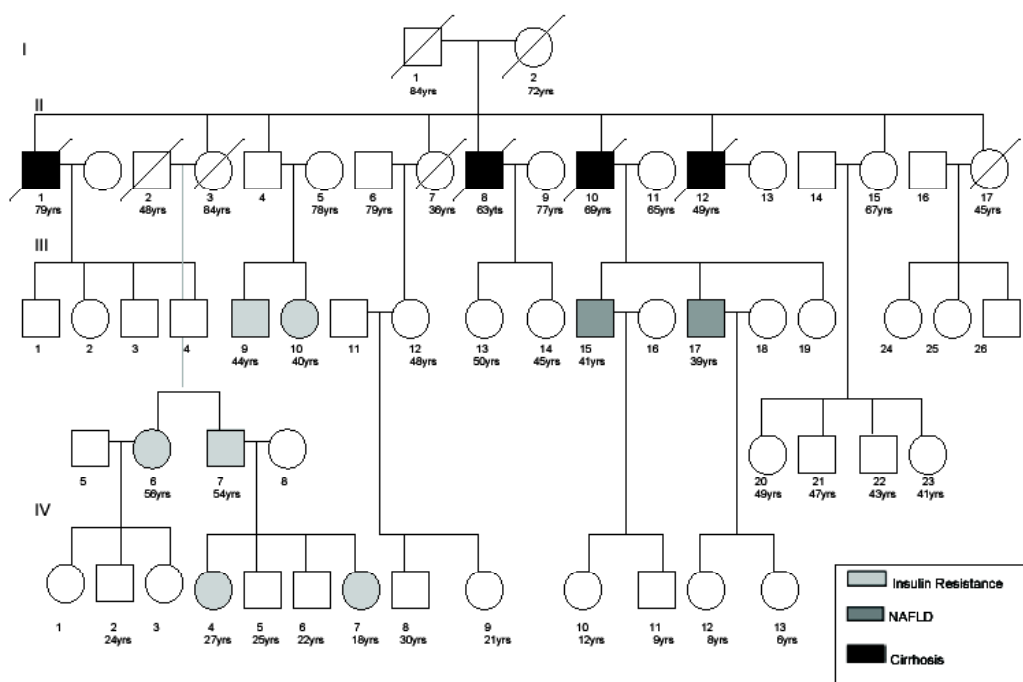 I
1
84yrs
2
72yrs
II
1
79yrs
2
48yrs
3
84yrs
4
5
78yrs
6
79yrs
7
36yrs
8
63yts
9
77yrs
10
69yrs
11
65yrs
12
49yrs
13
14
15
67yrs
16
17
45yrs
III
1
2
3
4
9
44yrs
10
40yrs
11
12
48yrs
13
50yrs
14
45yrs
15
41yrs
16
17
39yrs
18
19
24
25
26
5
6
56yrs
7
54yrs
8
20
49yrs
21
47yrs
22
43yrs
23
41yrs
IV
1
2
24yrs
3
4
27yrs
5
25yrs
6
22yrs
7
18yrs
8
30yrs
9
21yrs
10
12yrs
11
9yrs
12
8yrs
13
6yrs
Insulin Resistance
NAFLD
Cirrhosis